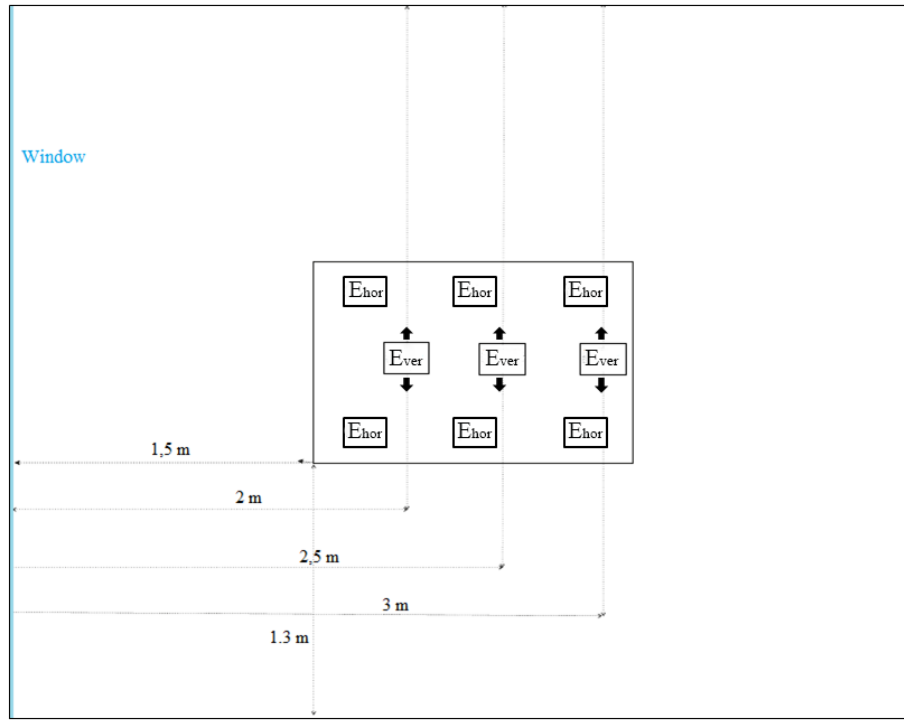 Window
Ehor Ehor Ehor
Ever Ever Ever
Ehor Ehor Ehor
1,5 m
2 m
2,5 m
3 m
1.3 m